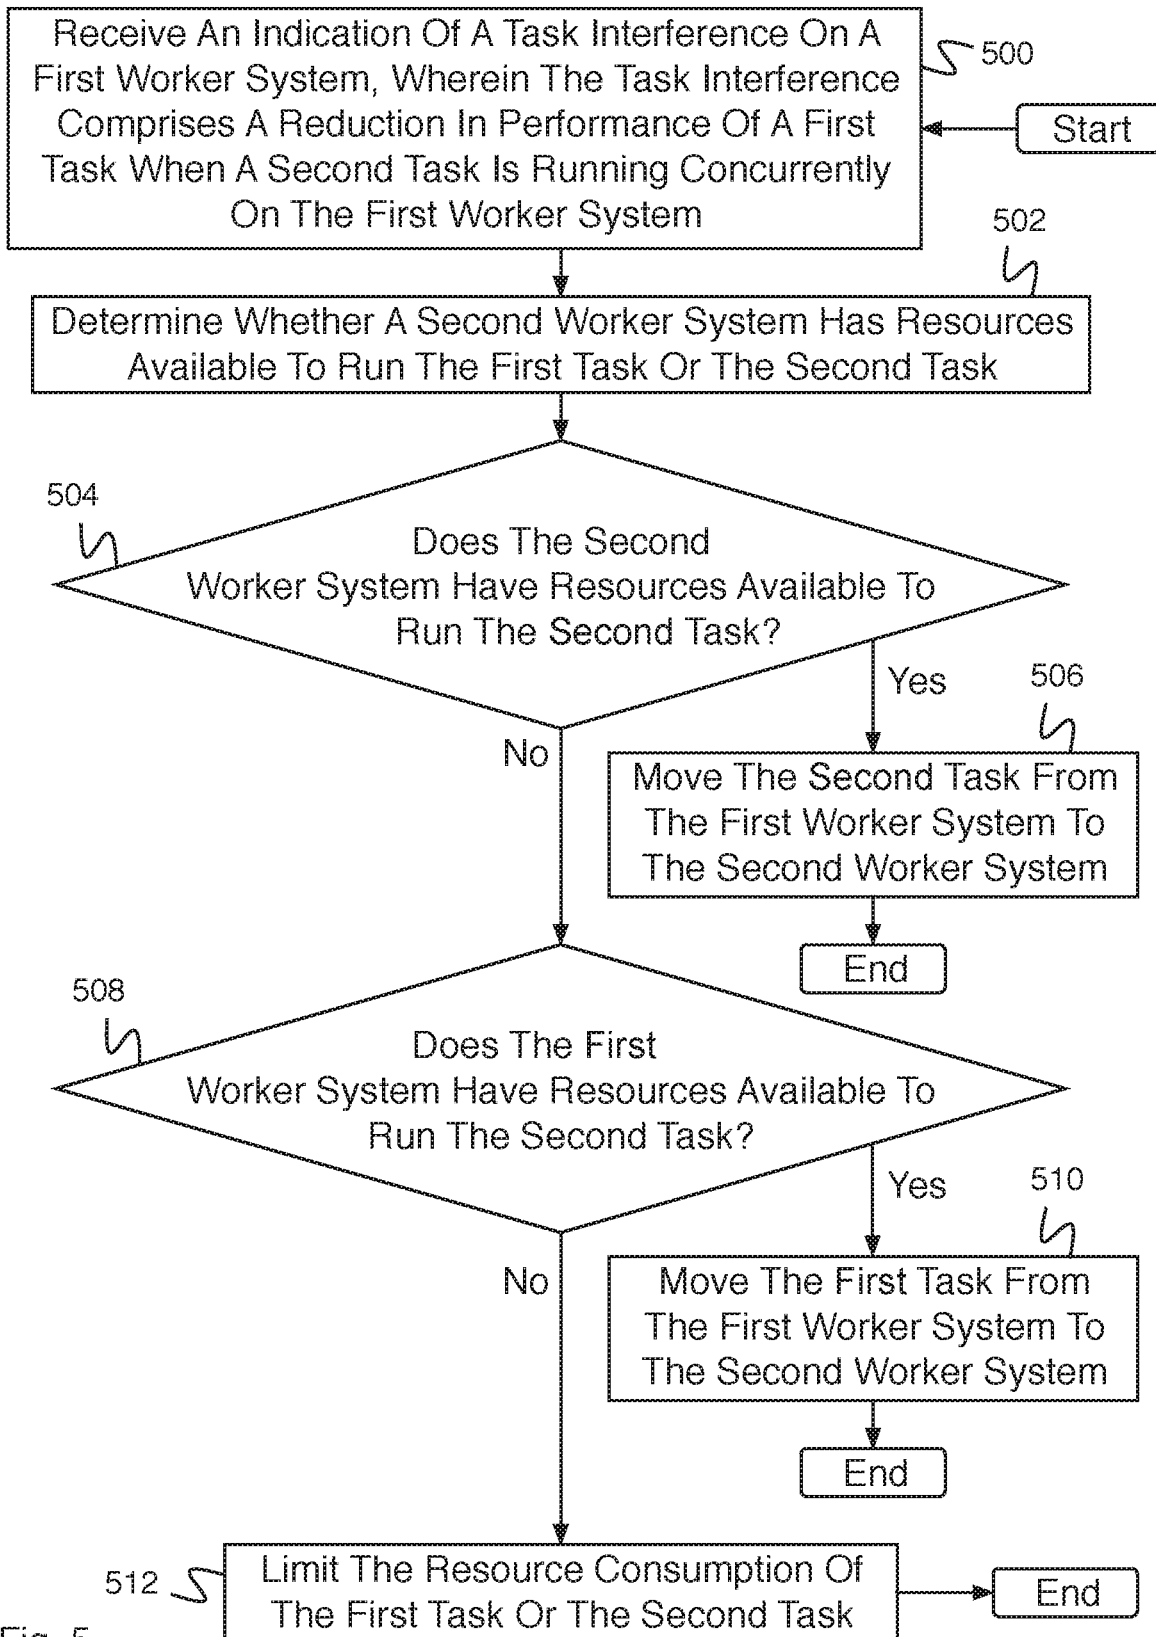 Receive An Indication Of A Task Interference On A
First Worker System, Wherein The Task Interference
Comprises A Reduction In Performance Of A First
Task When A Second Task Is Running Concurrently
On The First Worker System
500
Start
502
Determine Whether A Second Worker System Has Resources
Available To Run The First Task Or The Second Task
504
Does The Second
Worker System Have Resources Available To
Run The Second Task?
Yes
506
No
Move The Second Task From
The First Worker System To
The Second Worker System
End
508
Does The First
Worker System Have Resources Available To
Run The Second Task?
Yes
510
No
Move The First Task From
The First Worker System To
The Second Worker System
End
512
Limit The Resource Consumption Of
The First Task Or The Second Task
End
Fig. 5